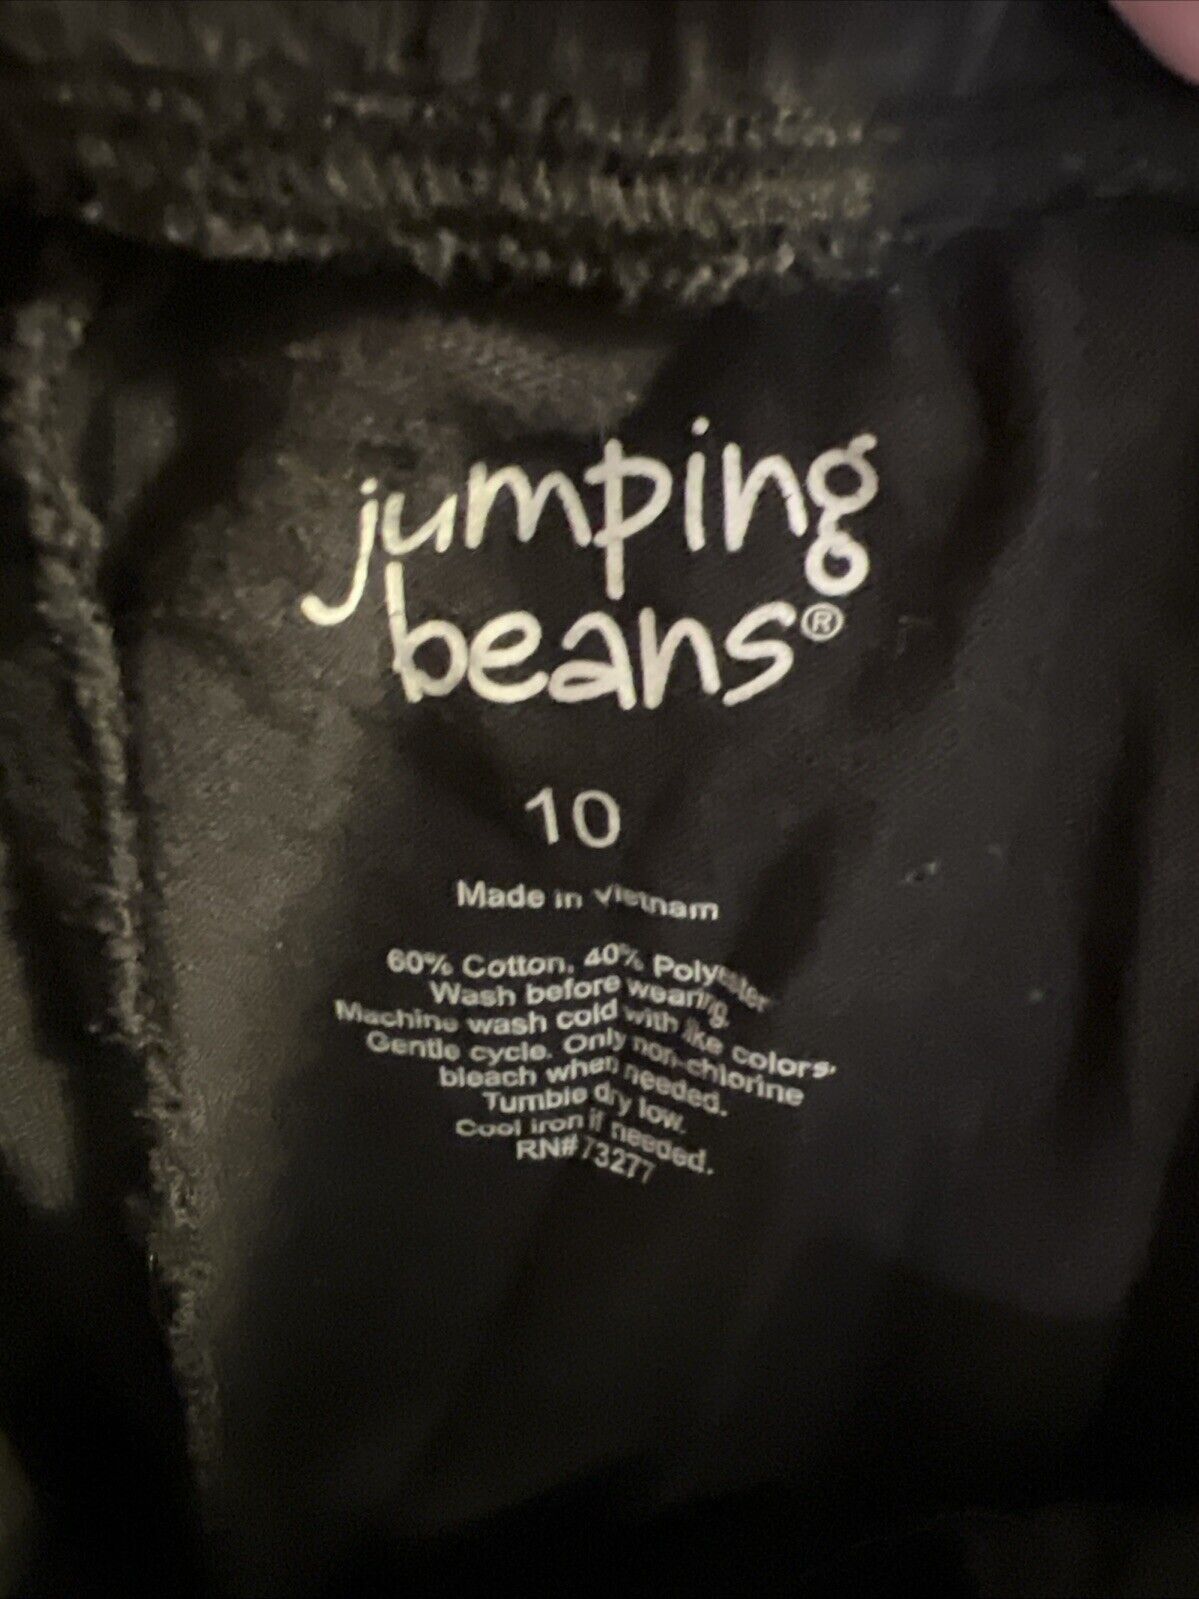 jumping
beans®
10
Made in Vietnam
60% Cotton, 40% Polyester
Wash before wearing.
Machine wash cold with like colors.
Gentle cycle. Only non-chlorine
bleach when needed.
Tumble dry low.
Cool iron if needed.
RN# 73277